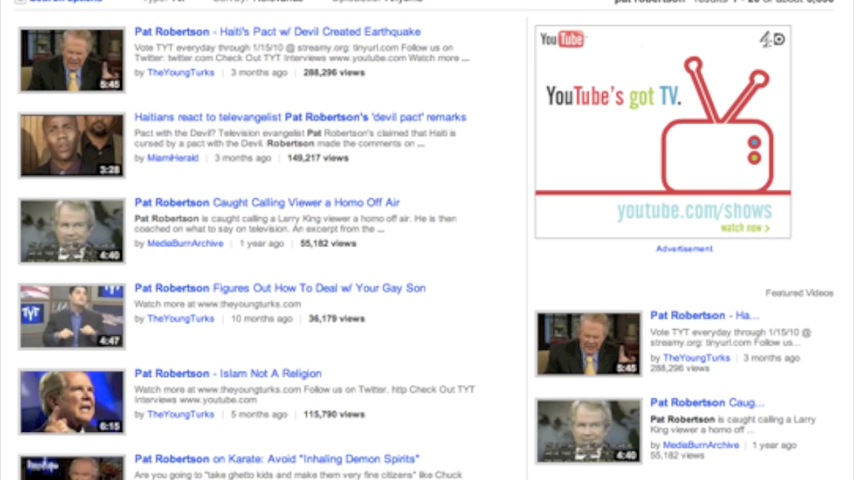 pat robertson
Pat Robertson - Haiti's Pact w/ Devil Created Earthquake
Vote TYT everyday through 1/15/10 @ streamy.org: tinyurl.com Follow us on
Twitter: twitter.com Check Out TYT Interviews www.youtube.com Watch more ...
by TheYoungTurks | 3 months ago | 288,296 views
5:45
Haitians react to televangelist Pat Robertson's 'devil pact' remarks
Pact with the Devil? Television evangelist Pat Robertson's claimed that Haiti is
cursed by a pact with the Devil. Robertson made the comments on ...
by MiamiHerald | 3 months ago | 149,217 views
3:28
Pat Robertson Caught Calling Viewer a Homo Off Air
Pat Robertson is caught calling a Larry King viewer a homo off air. He is then
coached on what to say on television. An excerpt from the ...
by MediaBurnArchive | 1 year ago | 55,182 views
4:40
Pat Robertson Figures Out How To Deal w/ Your Gay Son
Watch more at www.theyoungturks.com
by TheYoungTurks | 10 months ago | 36,179 views
TYT
4:47
Pat Robertson - Islam Not A Religion
Watch more at www.theyoungturks.com Follow us on Twitter. http Check Out TYT
Interviews www.youtube.com
by TheYoungTurks | 5 months ago | 115,790 views
6:15
Pat Robertson on Karate: Avoid "Inhaling Demon Spirits"
Are you going to "take ghetto kids and make them very fine citizens" like Chuck
YouTube
4oD
YouTube's got TV.
youtube.com/shows
watch now >
Advertisement
Featured Videos
Pat Robertson - Ha...
Vote TYT everyday through 1/15/10 @
streamy.org: tinyurl.com Follow us...
by TheYoungTurks | 3 months ago
288,296 views
5:45
Pat Robertson Caug...
Pat Robertson is caught calling a Larry
King viewer a homo off ...
by MediaBurnArchive | 1 year ago
55,182 views
4:40